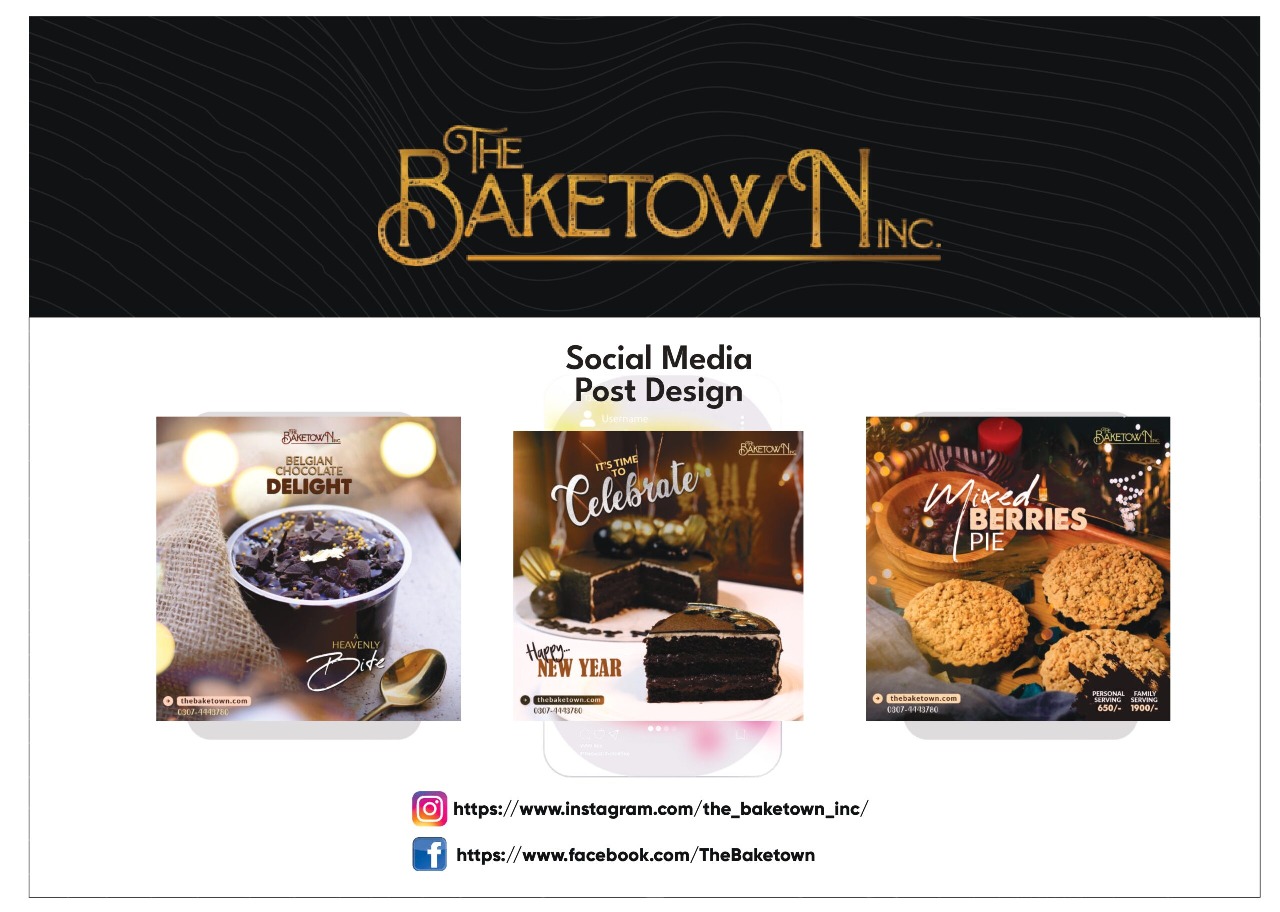 THE
BAKETOWN INC.
Social Media
Post Design
Username
THE
BAKETOWN INC.
BELGIAN
CHOCOLATE
DELIGHT
A
HEAVENLY
Bite
thebaketown.com
0307-4443780
THE
BAKETOWN INC.
IT'S TIME
TO
Celebrate
Happy...
NEW YEAR
thebaketown.com
0307-4443780
THE
BAKETOWN INC.
Mixed
BERRIES
PIE
PERSONAL
SERVING
650/-
FAMILY
SERVING
1900/-
thebaketown.com
0307-4443780
https://www.instagram.com/the_baketown_inc/
https://www.facebook.com/TheBaketown